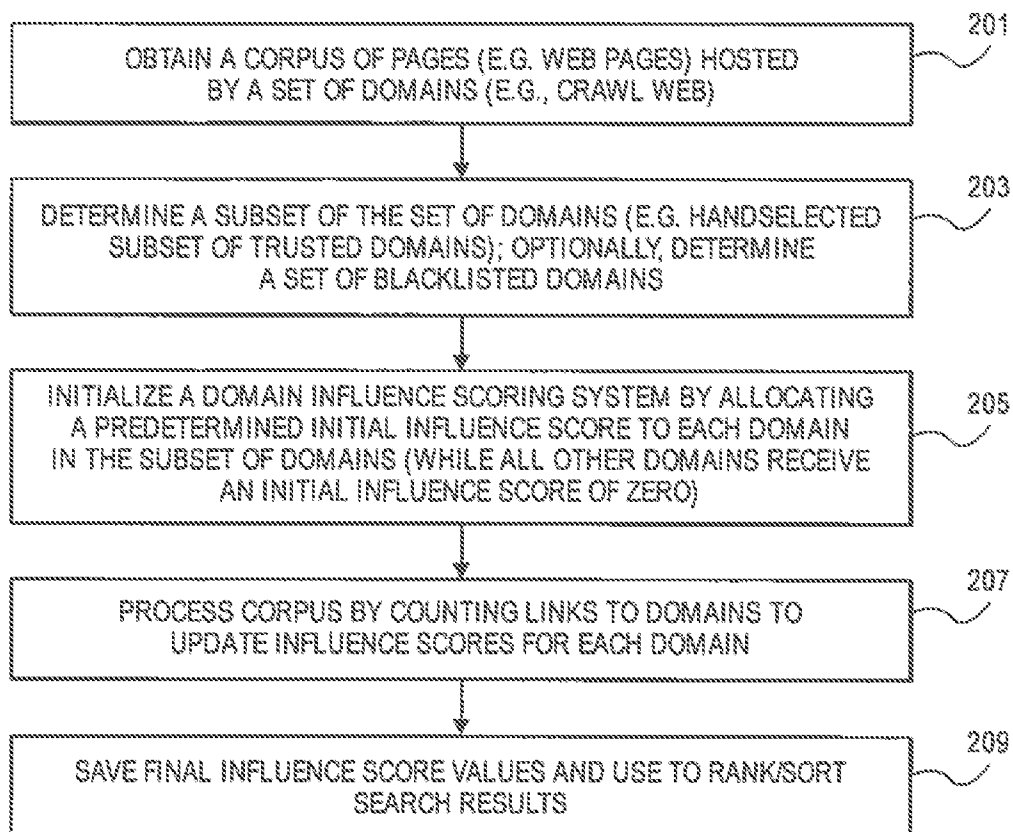 201
OBTAIN A CORPUS OF PAGES (E.G. WEB PAGES) HOSTED
BY A SET OF DOMAINS (E.G., CRAWL WEB)
203
DETERMINE A SUBSET OF THE SET OF DOMAINS (E.G. HANDSELECTED
SUBSET OF TRUSTED DOMAINS); OPTIONALLY, DETERMINE
A SET OF BLACKLISTED DOMAINS
205
INITIALIZE A DOMAIN INFLUENCE SCORING SYSTEM BY ALLOCATING
A PREDETERMINED INITIAL INFLUENCE SCORE TO EACH DOMAIN
IN THE SUBSET OF DOMAINS (WHILE ALL OTHER DOMAINS RECEIVE
AN INITIAL INFLUENCE SCORE OF ZERO)
207
PROCESS CORPUS BY COUNTING LINKS TO DOMAINS TO
UPDATE INFLUENCE SCORES FOR EACH DOMAIN
209
SAVE FINAL INFLUENCE SCORE VALUES AND USE TO RANK/SORT
SEARCH RESULTS